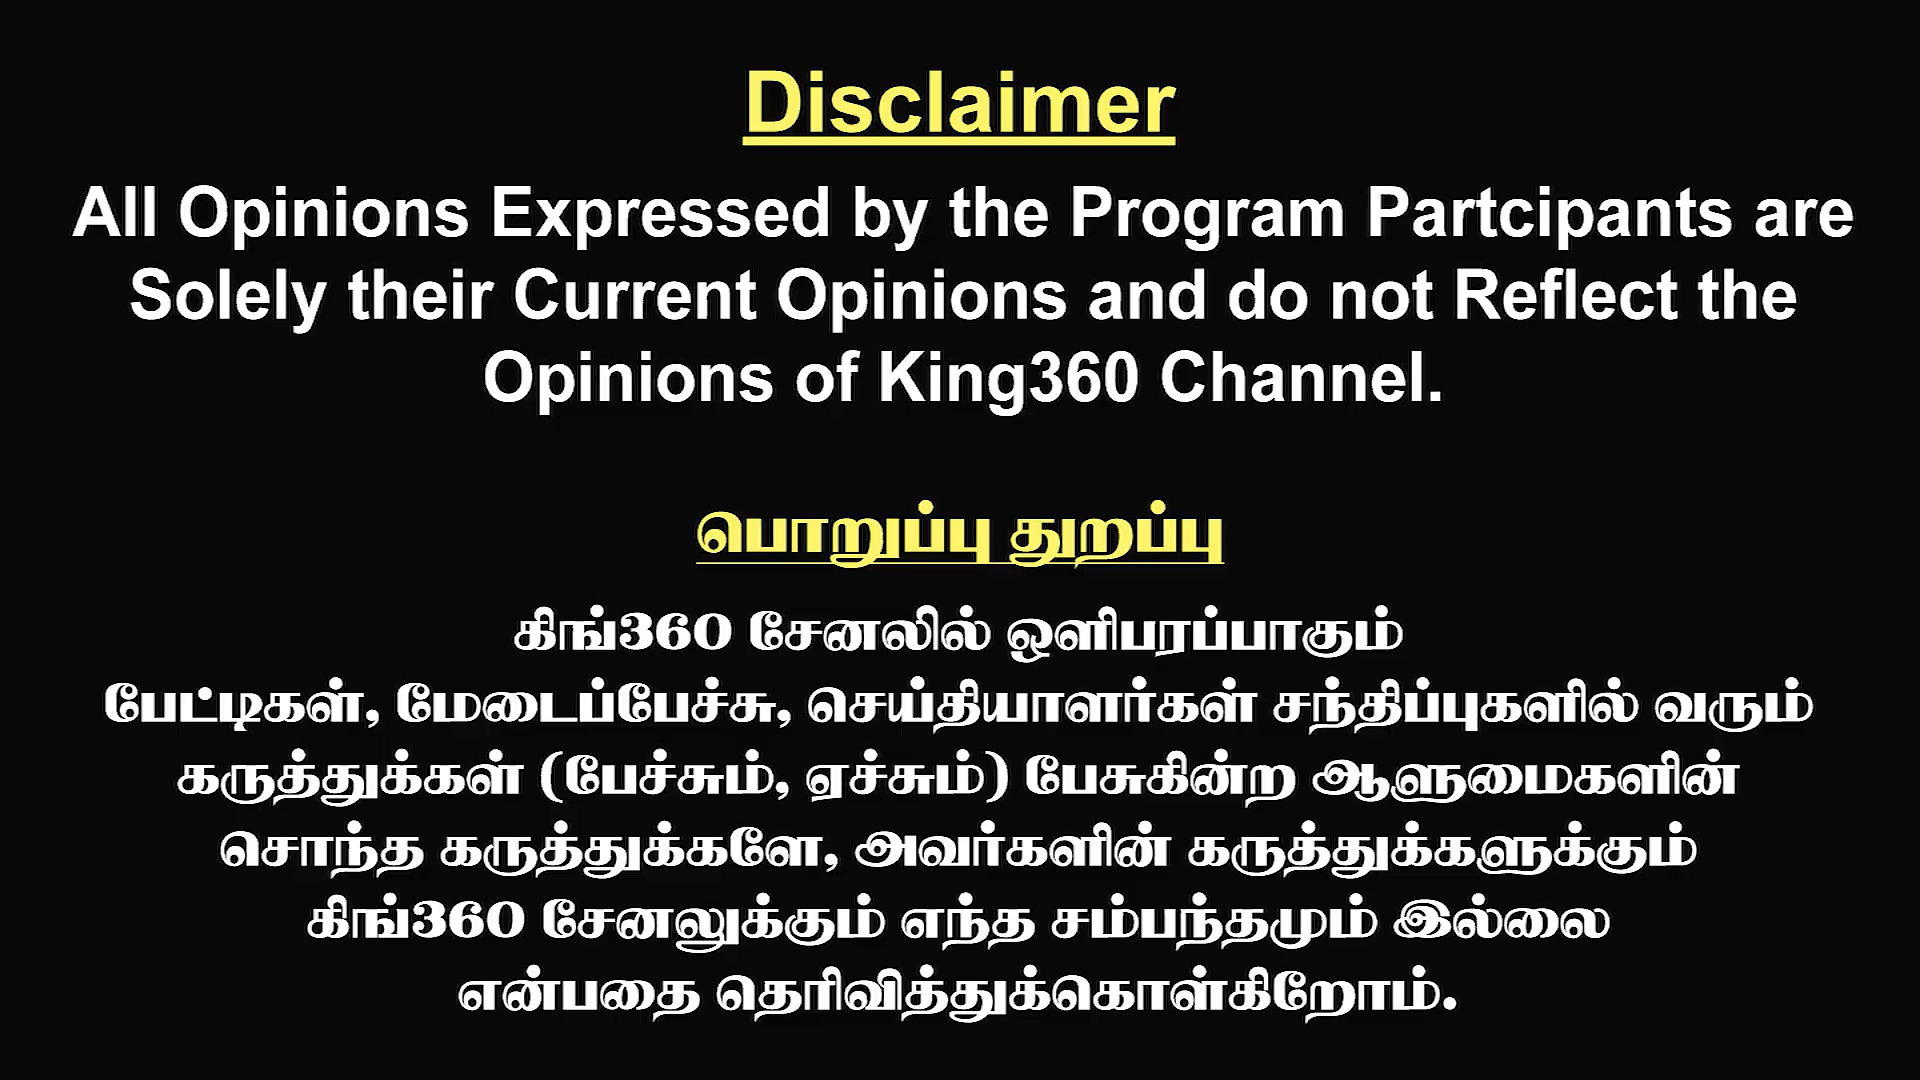 Disclaimer
All Opinions Expressed by the Program Partcipants are
Solely their Current Opinions and do not Reflect the
Opinions of King360 Channel.
பொறுப்பு துறப்பு
கிங்360 சேனலில் ஒளிபரப்பாகும்
பேட்டிகள், மேடைப்பேச்சு, செய்தியாளர்கள் சந்திப்புகளில் வரும்
கருத்துக்கள் (பேச்சும், ஏச்சும்) பேசுகின்ற ஆளுமைகளின்
சொந்த கருத்துக்களே, அவர்களின் கருத்துக்களுக்கும்
கிங்360 சேனலுக்கும் எந்த சம்பந்தமும் இல்லை
என்பதை தெரிவித்துக்கொள்கிறோம்.